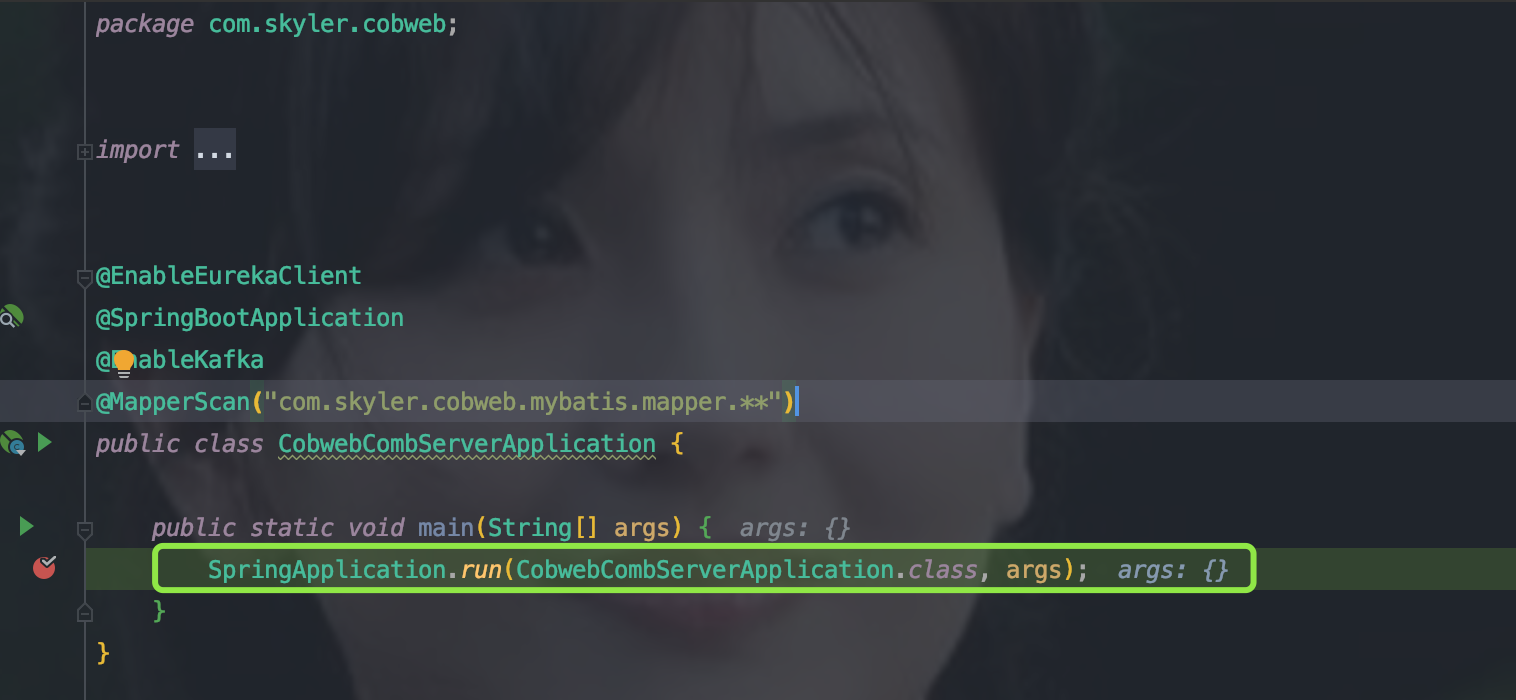 package com.skyler.cobweb;
import ...
@EnableEurekaClient
@SpringBootApplication
@EnableKafka
@MapperScan("com.skyler.cobweb.mybatis.mapper.**")
public class CobwebCombServerApplication {
public static void main(String[] args) { args: {}
SpringApplication.run(CobwebCombServerApplication.class, args); args: {}
}
}